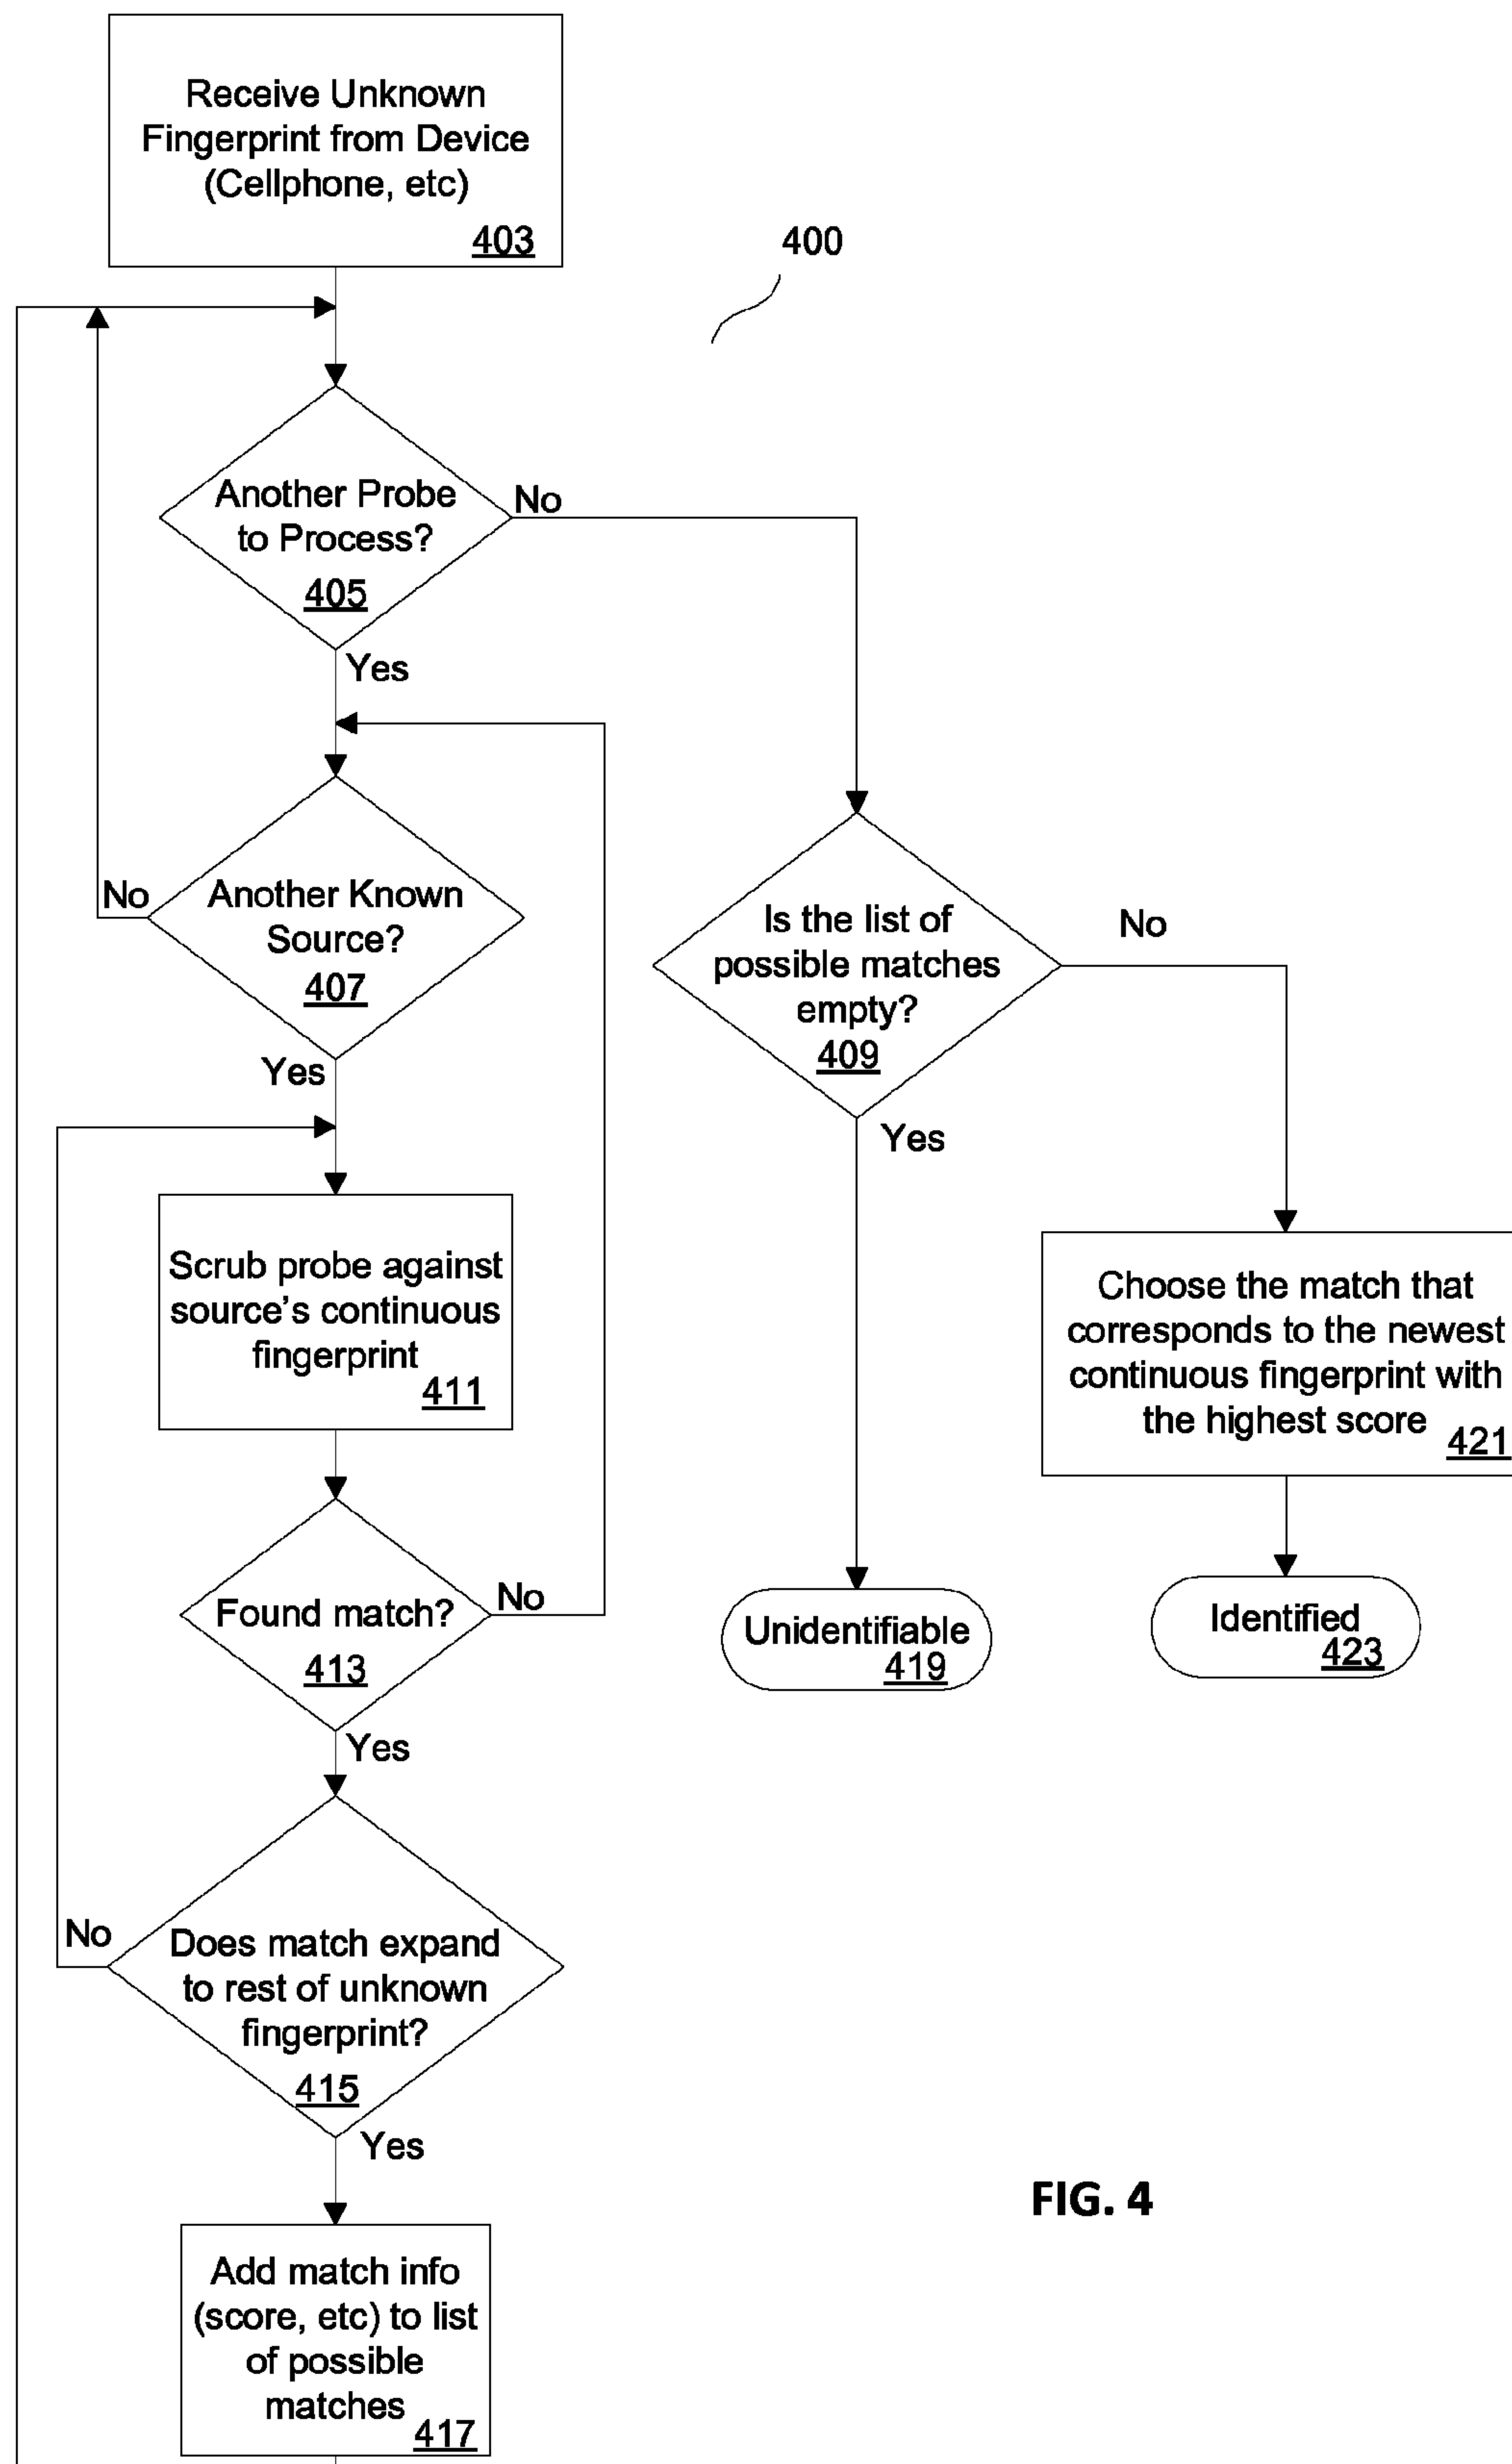 Receive Unknown
Fingerprint from Device
(Cellphone, etc)
403
400
Another Probe
to Process?
405
No
Yes
Another Known
Source?
407
No
Yes
Is the list of
possible matches
empty?
409
No
Yes
Scrub probe against
source's continuous
fingerprint
411
Choose the match that
corresponds to the newest
continuous fingerprint with
the highest score
421
Found match?
413
No
Yes
Unidentifiable
419
Identified
423
Does match expand
to rest of unknown
fingerprint?
415
No
Yes
Add match info
(score, etc) to list
of possible
matches
417
FIG. 4